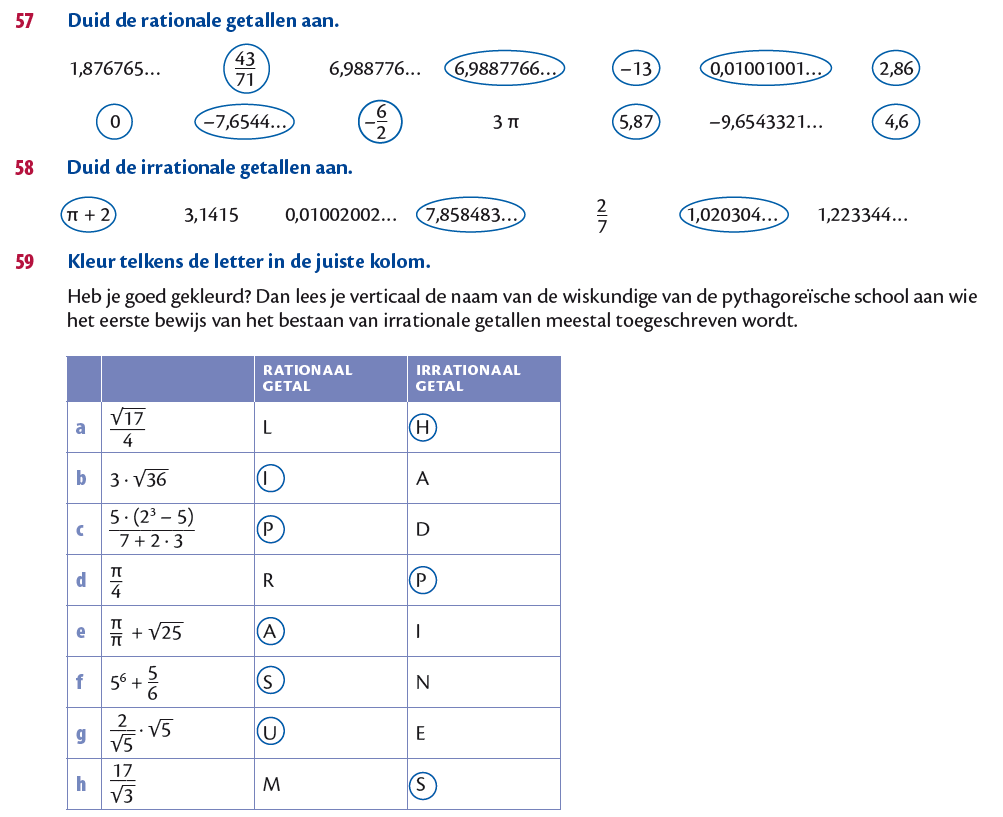 57 Duid de rationale getallen aan.
1,876765... 43/71 6,988776... 6,9887766... –13 0,01001001... 2,86
0 –7,6544... –6/2 3 π 5,87 –9,6543321... 4,6
58 Duid de irrationale getallen aan.
π + 2 3,1415 0,01002002... 7,858483... 2/7 1,020304... 1,223344...
59 Kleur telkens de letter in de juiste kolom.
Heb je goed gekleurd? Dan lees je verticaal de naam van de wiskundige van de pythagoreïsche school aan wie
het eerste bewijs van het bestaan van irrationale getallen meestal toegeschreven wordt.
RATIONAAL GETAL IRRATIONAAL GETAL
a √17/4 L H
b 3 · √36 I A
c 5 · (2³ – 5)/7 + 2 · 3 P D
d π/4 R P
e π/π + √25 A I
f 5⁶ + 5/6 S N
g 2/√5 · √5 U E
h 17/√3 M S